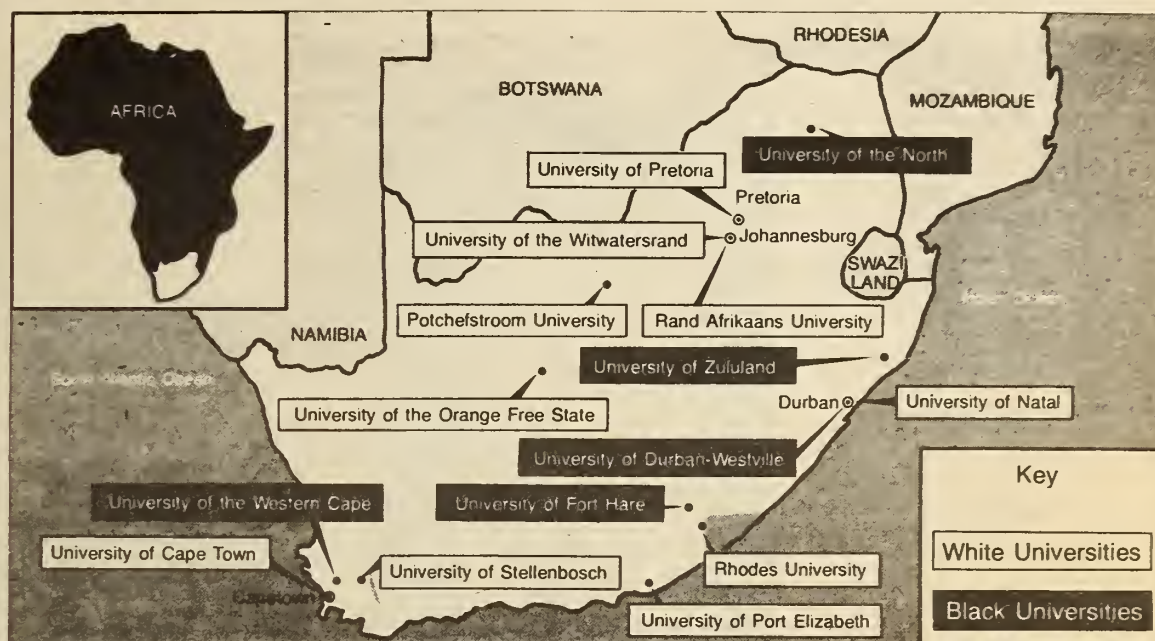 AFRICA
RHODESIA
BOTSWANA
MOZAMBIQUE
University of the North
University of Pretoria
Pretoria
University of the Witwatersrand
Johannesburg
SWAZI
LAND
Potchefstroom University
Rand Afrikaans University
NAMIBIA
University of Zululand
University of the Orange Free State
Durban
University of Natal
University of Durban-Westville
University of the Western Cape
University of Fort Hare
University of Cape Town
University of Stellenbosch
Rhodes University
Capetown
University of Port Elizabeth
Key
White Universities
Black Universities